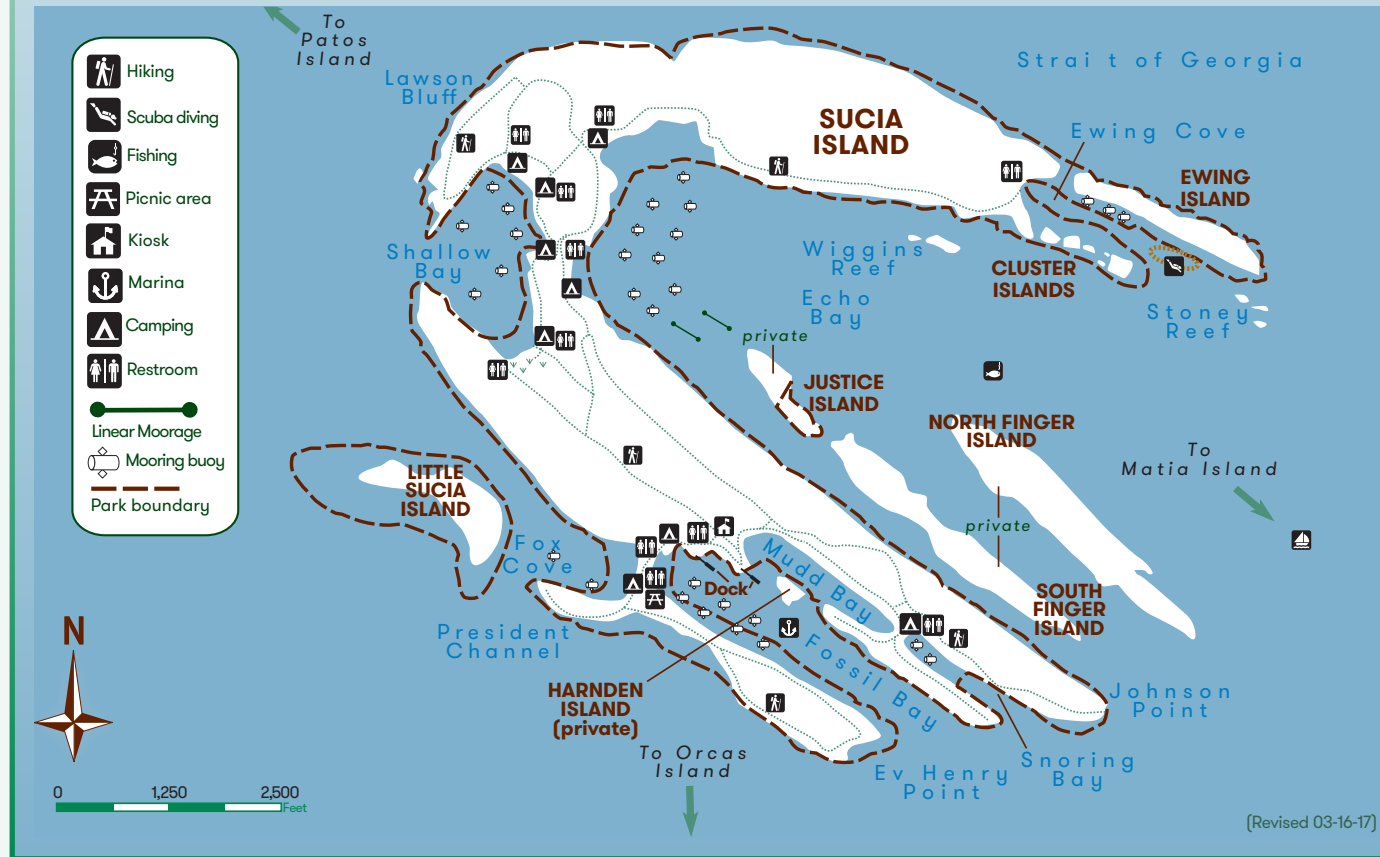 To
Patos
Island
Hiking
Scuba diving
Fishing
Picnic area
Kiosk
Marina
Camping
Restroom
Linear Moorage
Mooring buoy
Park boundary
Lawson
Bluff
Strai t of Georgia
SUCIA
ISLAND
Ewing Cove
EWING
ISLAND
Shallow
Bay
Wiggins
Reef
CLUSTER
ISLANDS
Echo
Bay
Stoney
Reef
private
JUSTICE
ISLAND
NORTH FINGER
ISLAND
To
Matia Island
LITTLE
SUCIA
ISLAND
private
Fox
Cove
Dock
Mudd Bay
SOUTH
FINGER
ISLAND
President
Channel
Fossil Bay
HARNDEN
ISLAND
(private)
Johnson
Point
To Orcas
Island
Ev Henry
Point
Snoring
Bay
N
0 1,250 2,500
Feet
(Revised 03-16-17)